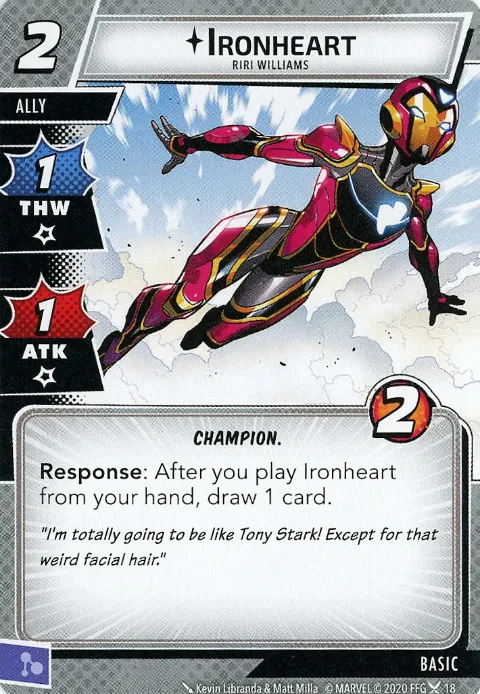 2
Ironheart
RIRI WILLIAMS
ALLY
1
THW
1
ATK
2
CHAMPION.
Response: After you play Ironheart
from your hand, draw 1 card.
"I'm totally going to be like Tony Stark! Except for that
weird facial hair."
BASIC
Kevin Libranda & Matt Milla © MARVEL © 2020 FFG 18